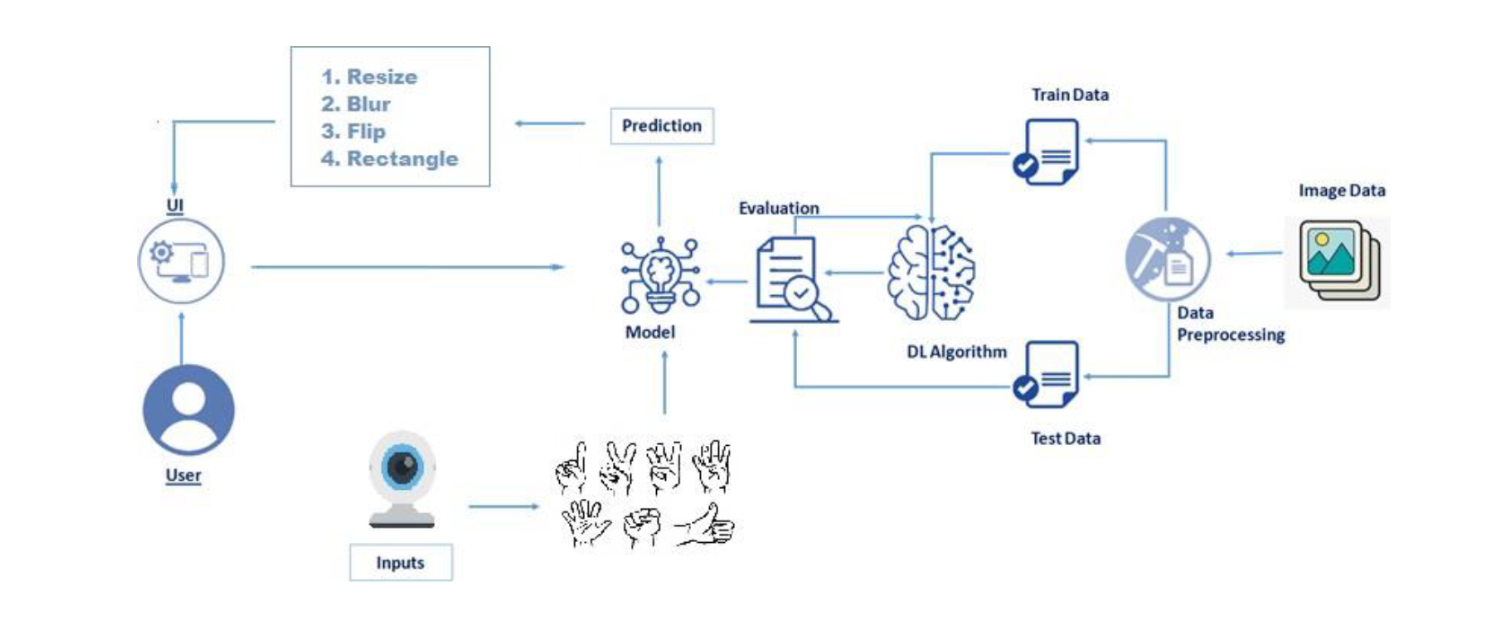 1. Resize
2. Blur
3. Flip
4. Rectangle
Prediction
Train Data
Image Data
UI
Evaluation
Model
Data
Preprocessing
DL Algorithm
Test Data
User
Inputs